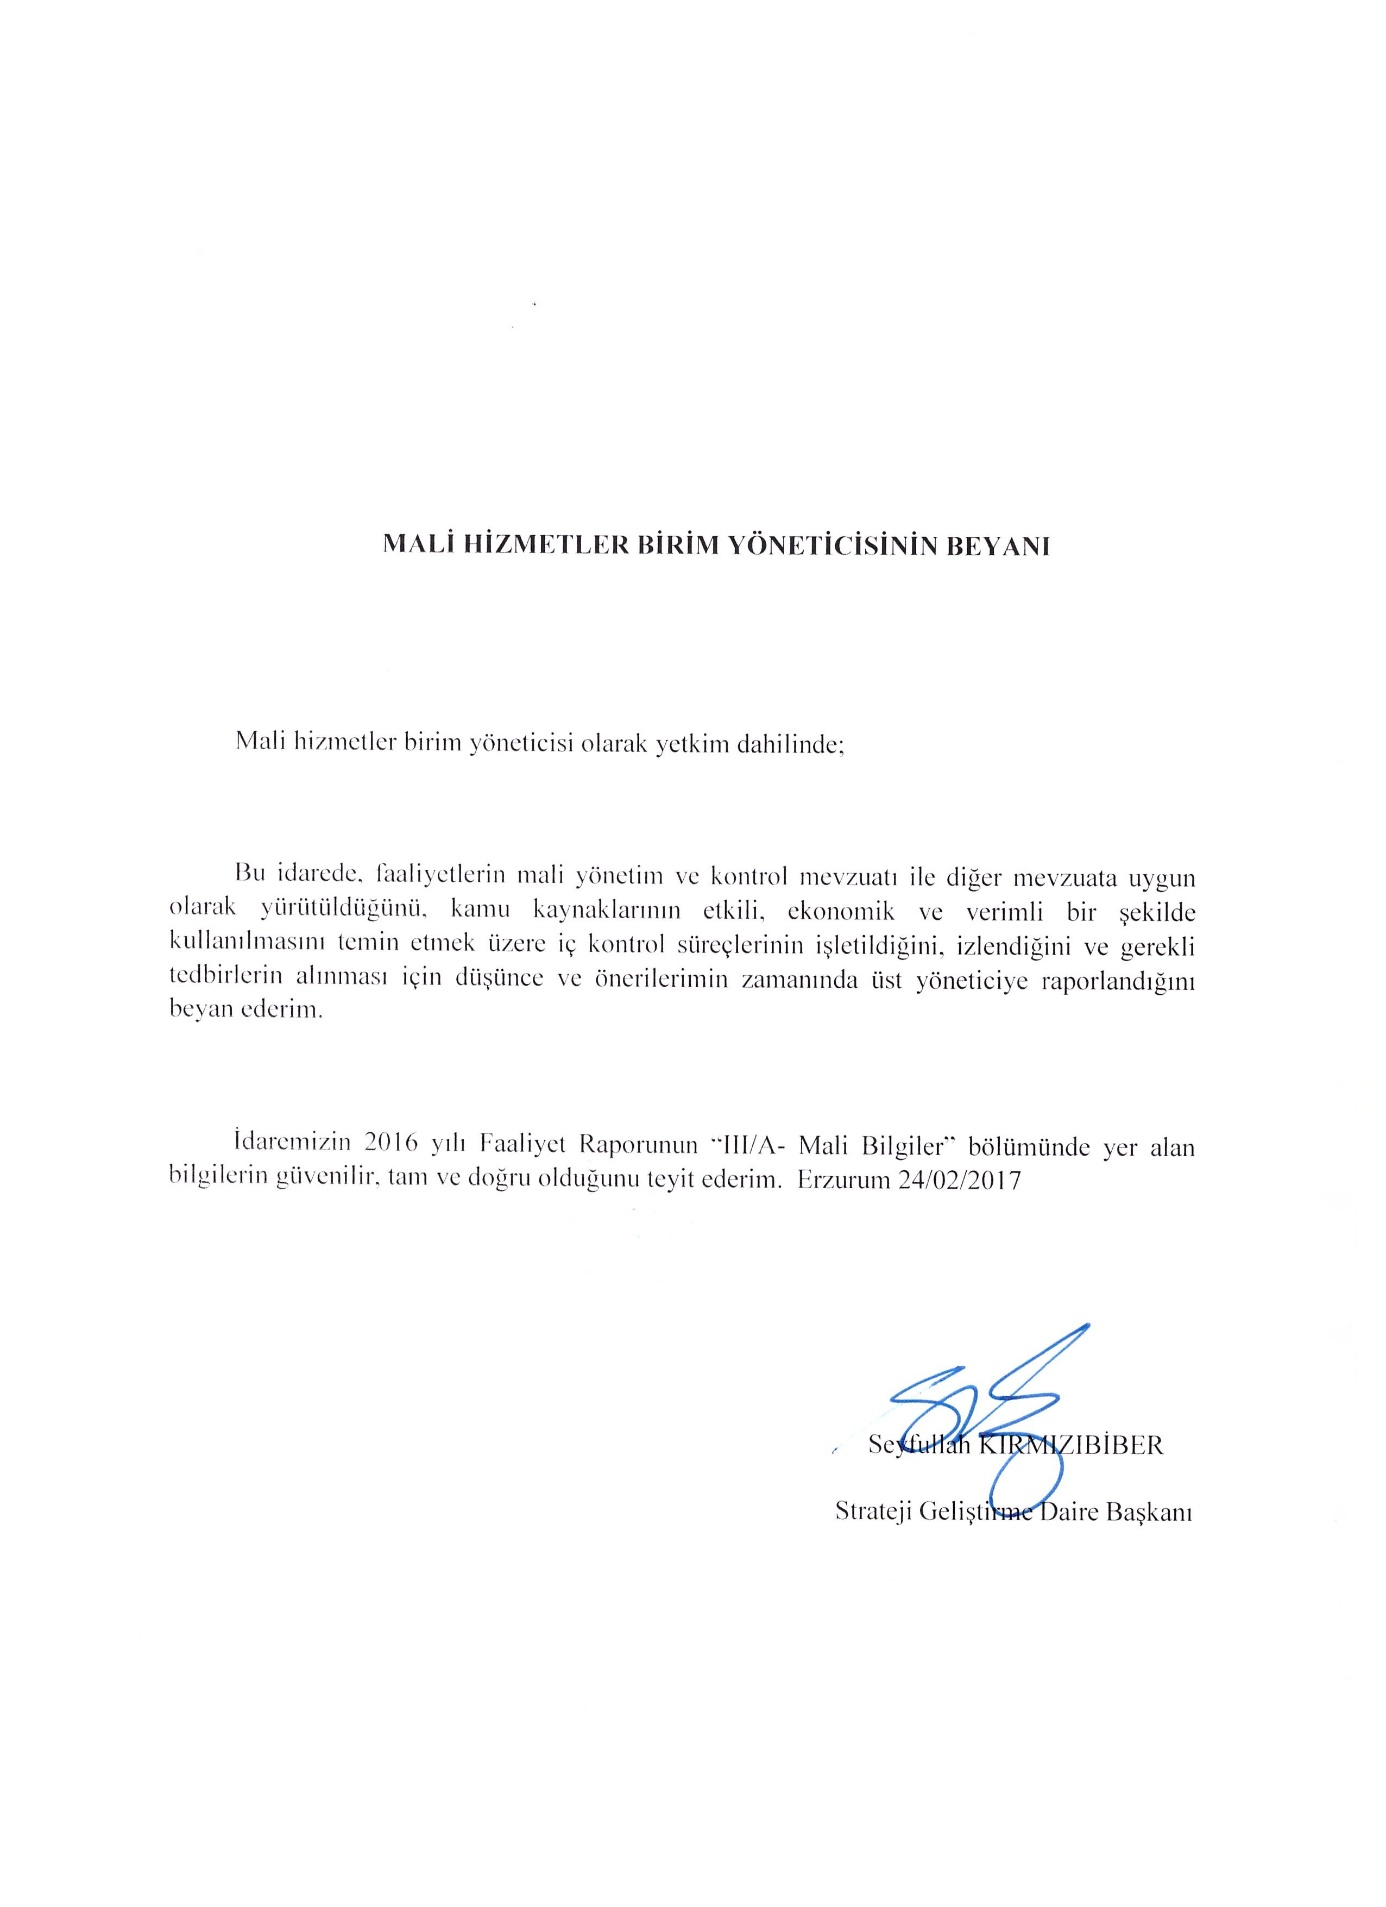 MALİ HİZMETLER BİRİM YÖNETİCİSİNİN BEYANI
Mali hizmetler birim yöneticisi olarak yetkim dahilinde;
Bu idarede, faaliyetlerin mali yönetim ve kontrol mevzuatı ile diğer mevzuata uygun
olarak yürütüldüğünü, kamu kaynaklarının etkili, ekonomik ve verimli bir şekilde
kullanılmasını temin etmek üzere iç kontrol süreçlerinin işletildiğini, izlendiğini ve gerekli
tedbirlerin alınması için düşünce ve önerilerimin zamanında üst yöneticiye raporlandığını
beyan ederim.
İdaremizin 2016 yılı Faaliyet Raporunun “III/A- Mali Bilgiler” bölümünde yer alan
bilgilerin güvenilir, tam ve doğru olduğunu teyit ederim. Erzurum 24/02/2017
Seyfullah KIRMIZIBİBER
Strateji Geliştirme Daire Başkanı